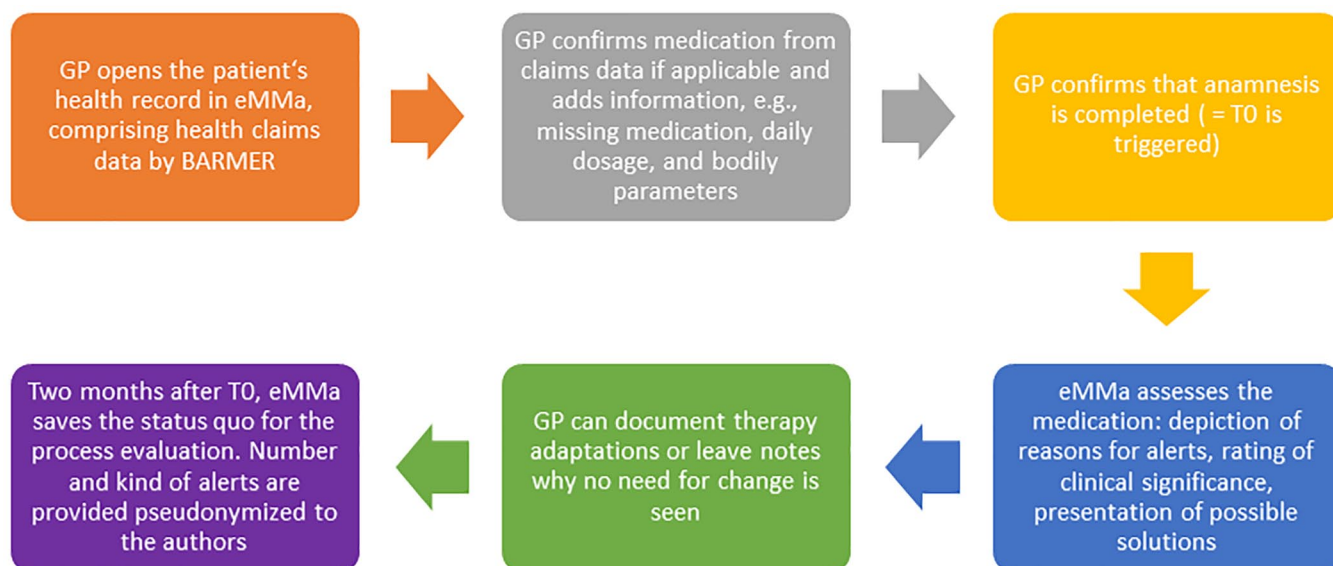 GP opens the patient‘s
health record in eMMa,
comprising health claims
data by BARMER
GP confirms medication from
claims data if applicable and
adds information, e.g.,
missing medication, daily
dosage, and bodily
parameters
GP confirms that anamnesis
is completed ( = T0 is
triggered)
eMMa assesses the
medication: depiction of
reasons for alerts, rating of
clinical significance,
presentation of possible
solutions
GP can document therapy
adaptations or leave notes
why no need for change is
seen
Two months after T0, eMMa
saves the status quo for the
process evaluation. Number
and kind of alerts are
provided pseudonymized to
the authors